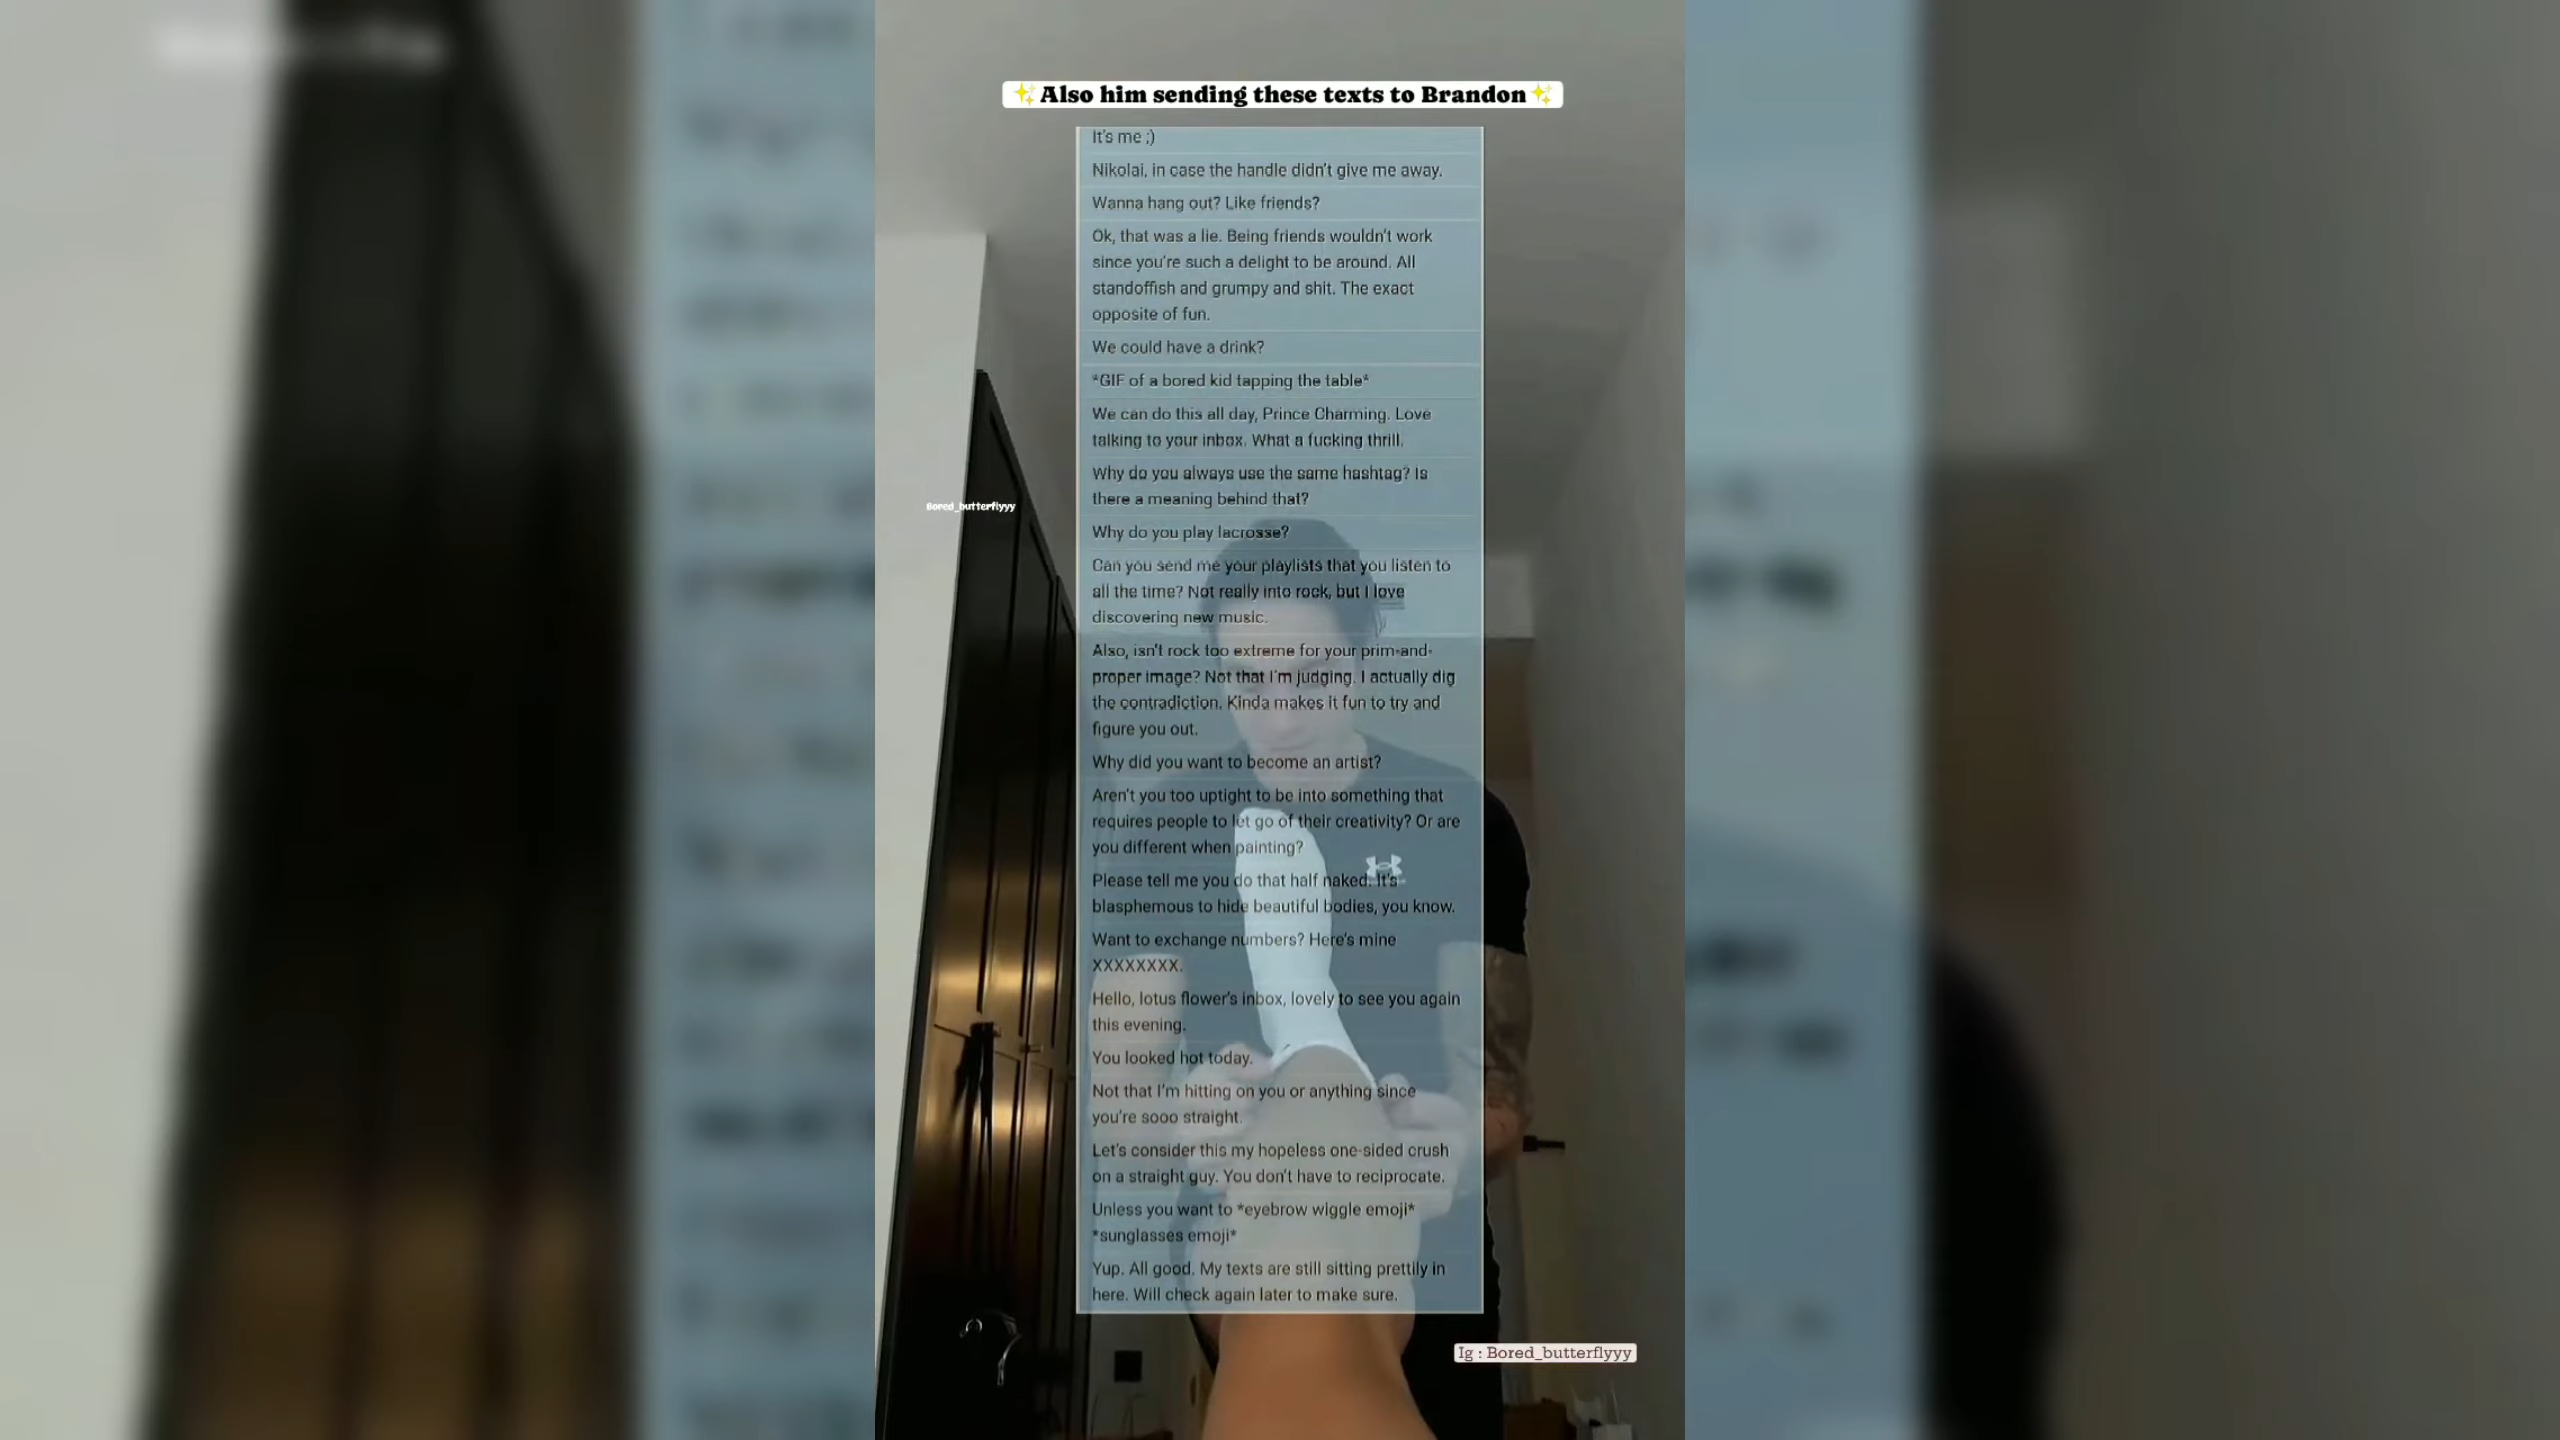 ✨Also him sending these texts to Brandon✨
It's me ;)
Nikolai, in case the handle didn't give me away.
Wanna hang out? Like friends?
Ok, that was a lie. Being friends wouldn't work
since you're such a delight to be around. All
standoffish and grumpy and shit. The exact
opposite of fun.
We could have a drink?
*GIF of a bored kid tapping the table*
We can do this all day, Prince Charming. Love
talking to your inbox. What a fucking thrill.
Why do you always use the same hashtag? Is
there a meaning behind that?
Bored_butterflyyy
Why do you play lacrosse?
Can you send me your playlists that you listen to
all the time? Not really into rock, but I love
discovering new music.
Also, isn't rock too extreme for your prim-and-
proper image? Not that I'm judging. I actually dig
the contradiction. Kinda makes it fun to try and
figure you out.
Why did you want to become an artist?
Aren't you too uptight to be into something that
requires people to let go of their creativity? Or are
you different when painting?
Please tell me you do that half naked. It's
blasphemous to hide beautiful bodies, you know.
Want to exchange numbers? Here's mine
XXXXXXXX.
Hello, lotus flower's inbox, lovely to see you again
this evening.
You looked hot today.
Not that I'm hitting on you or anything since
you're sooo straight.
Let's consider this my hopeless one-sided crush
on a straight guy. You don't have to reciprocate.
Unless you want to *eyebrow wiggle emoji*
*sunglasses emoji*
Yup. All good. My texts are still sitting prettily in
here. Will check again later to make sure.
Ig : Bored_butterflyyy